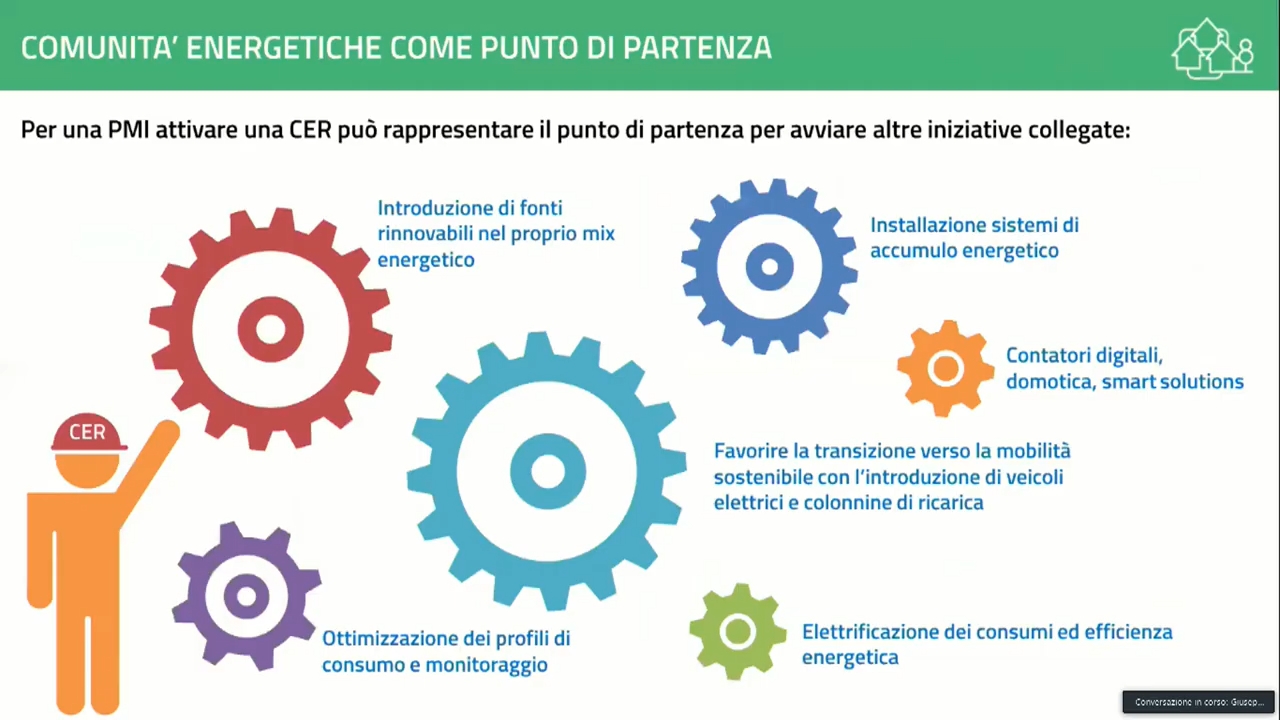 COMUNITA’ ENERGETICHE COME PUNTO DI PARTENZA
Per una PMI attivare una CER può rappresentare il punto di partenza per avviare altre iniziative collegate:
Introduzione di fonti
rinnovabili nel proprio mix
energetico
Installazione sistemi di
accumulo energetico
Contatori digitali,
domotica, smart solutions
CER
Favorire la transizione verso la mobilità
sostenibile con l’introduzione di veicoli
elettrici e colonnine di ricarica
Ottimizzazione dei profili di
consumo e monitoraggio
Elettrificazione dei consumi ed efficienza
energetica
Conversazione in corso: Giusep...